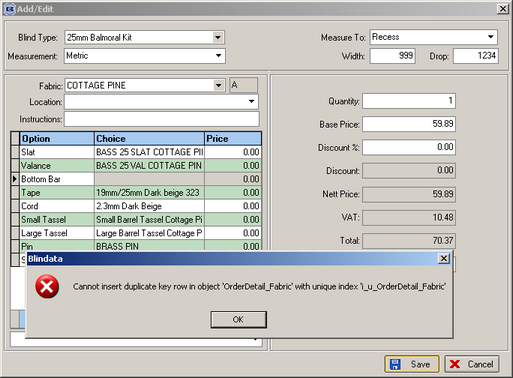 Add/Edit
Blind Type: 25mm Balmoral Kit
Measure To: Recess
Measurement: Metric
Width: 999 Drop: 1234
Fabric: COTTAGE PINE A
Location:
Instructions:
Option Choice Price
Slat BASS 25 SLAT COTTAGE PI 0.00
Valance BASS 25 VAL COTTAGE PIN 0.00
Bottom Bar 0.00
Tape 19mm/25mm Dark beige 323 0.00
Cord 2.3mm Dark Beige 0.00
Small Tassel Small Barrel Tassel Cottage Pi 0.00
Large Tassel Large Barrel Tassel Cottage P 0.00
Pin BRASS PIN 0.00
Quantity: 1
Base Price: 59.89
Discount %: 0.00
Discount: 0.00
Nett Price: 59.89
VAT: 10.48
Total: 70.37
Blindata
Cannot insert duplicate key row in object 'OrderDetail_Fabric' with unique index 'i_u_OrderDetail_Fabric'
OK
Save
Cancel